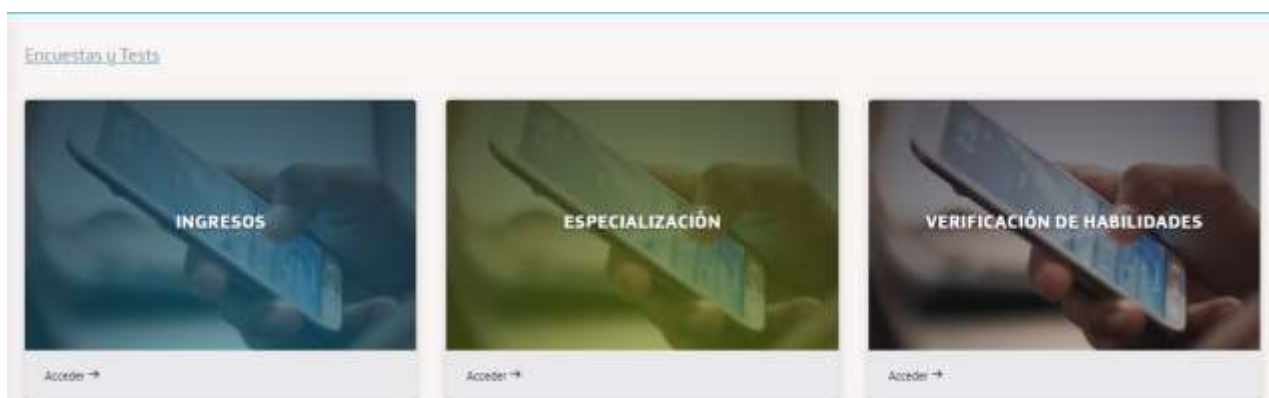 Encuestas y Tests
INGRESOS
ESPECIALIZACIÓN
VERIFICACIÓN DE HABILIDADES
Acceder →
Acceder →
Acceder →